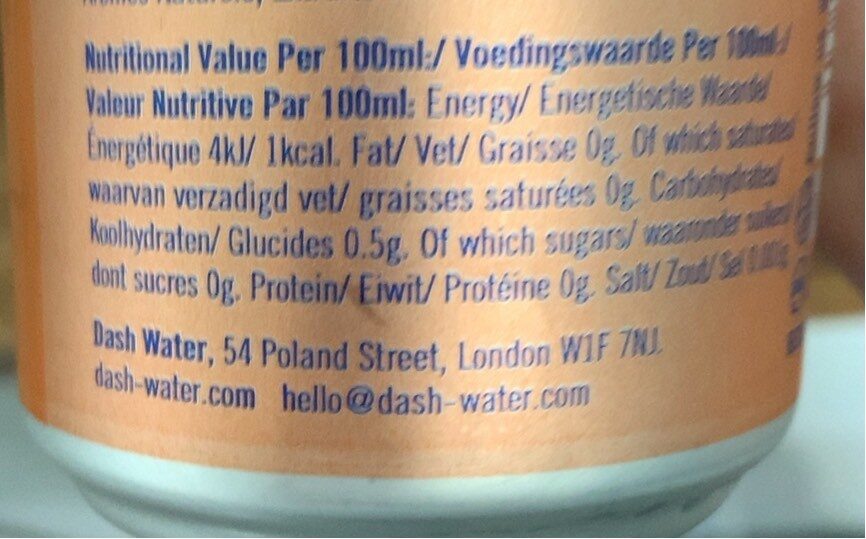 Nutritional Value Per 100ml:/ Voedingswaarde Per 100ml:/
Valeur Nutritive Par 100ml: Energy/ Energetische Waarde/
Énergétique 4kJ/ 1kcal. Fat/ Vet/ Graisse 0g. Of which saturated/
waarvan verzadigd vet/ graisses saturées 0g. Carbohydrates/
Koolhydraten/ Glucides 0.5g. Of which sugars/ waaronder suikers/
dont sucres 0g. Protein/ Eiwit/ Protéine 0g. Salt/ Zout/ Sel
Dash Water, 54 Poland Street, London W1F 7NJ.
dash-water.com hello@dash-water.com